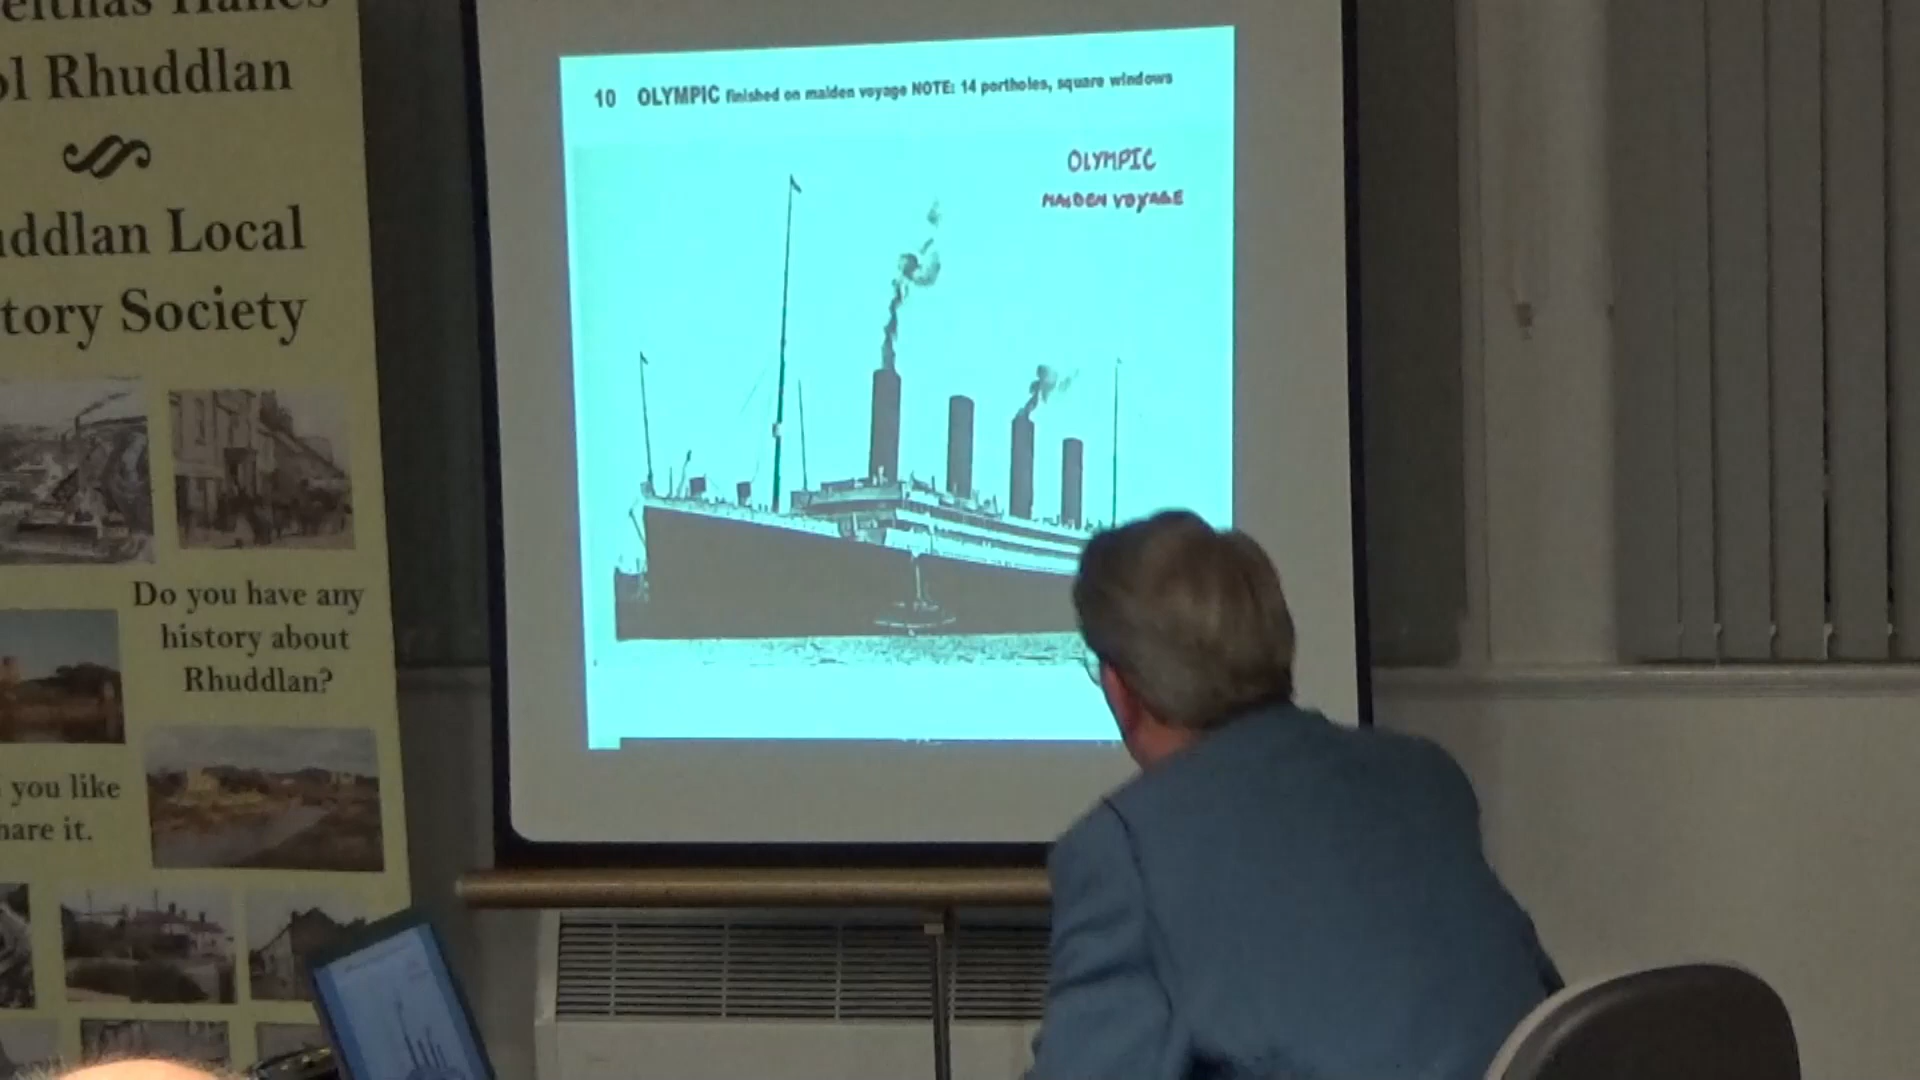 ol Rhuddlan
uddlan Local
tory Society
Do you have any
history about
Rhuddlan?
you like
hare it.
10 OLYMPIC finished on maiden voyage NOTE: 14 portholes, square windows
OLYMPIC
MAIDEN VOYAGE